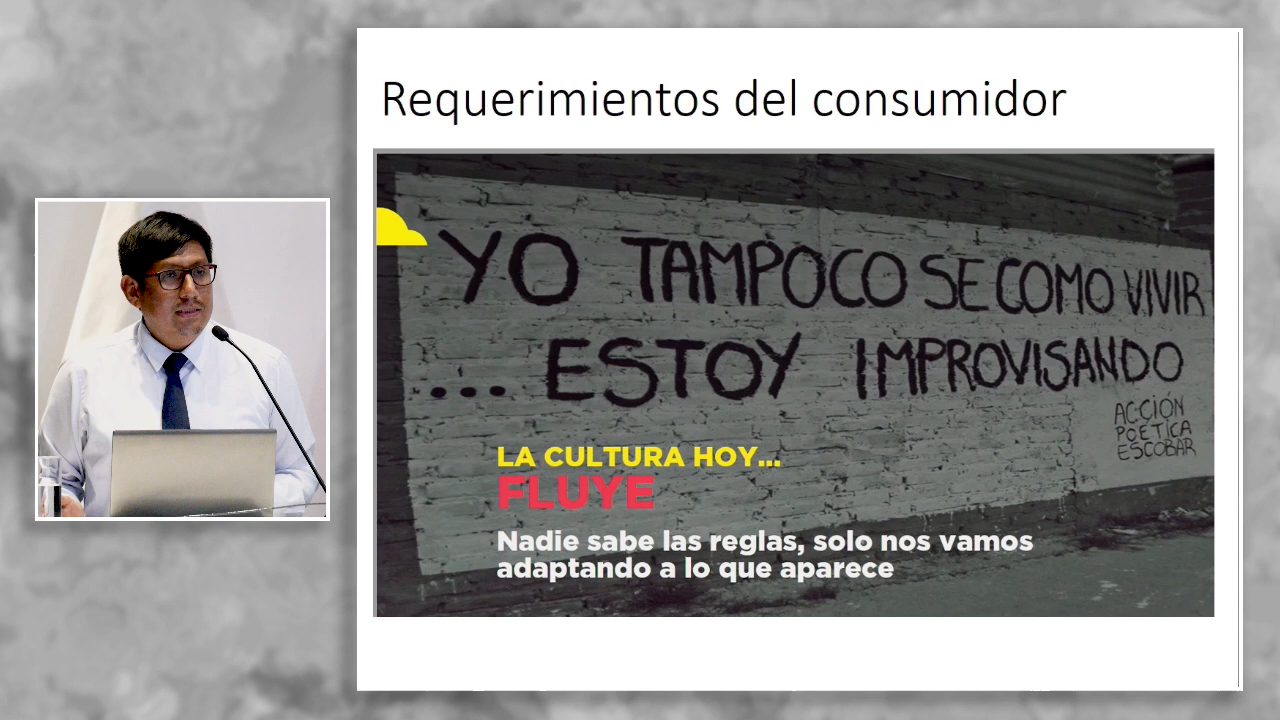 Requerimientos del consumidor
YO TAMPOCO SE COMO VIVIR
... ESTOY IMPROVISANDO
ACCIÓN
POETICA
ESCOBAR
LA CULTURA HOY...
FLUYE
Nadie sabe las reglas, solo nos vamos
adaptando a lo que aparece